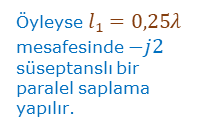 Öyleyse l₁ = 0,25λ
mesafesinde −j2
süseptanslı bir
paralel saplama
yapılır.